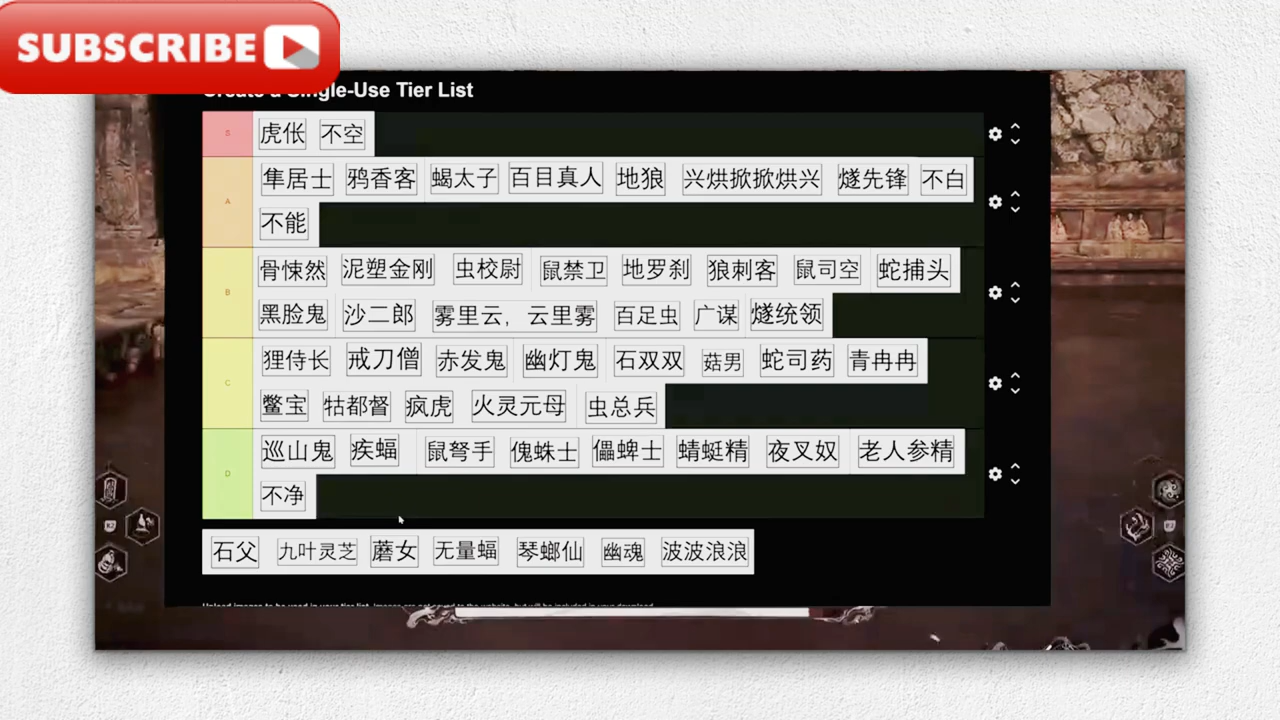 SUBSCRIBE
Create a Single-Use Tier List
S
虎伥 不空
A
隼居士 鸦香客 蝎太子 百目真人 地狼 兴烘掀掀烘兴 燧先锋 不白
不能
B
骨悚然 泥塑金刚 虫校尉 鼠禁卫 地罗刹 狼刺客 鼠司空 蛇捕头
黑脸鬼 沙二郎 雾里云，云里雾 百足虫 广谋 燧统领
C
狸侍长 戒刀僧 赤发鬼 幽灯鬼 石双双 菇男 蛇司药 青冉冉
鳖宝 牯都督 疯虎 火灵元母 虫总兵
D
巡山鬼 疾蝠 鼠弩手 傀蛛士 儡蜱士 蜻蜓精 夜叉奴 老人参精
不净
石父 九叶灵芝 蘑女 无量蝠 琴螂仙 幽魂 波波浪浪